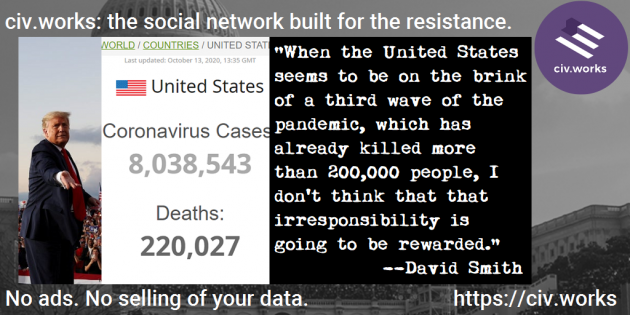 civ.works: the social network built for the resistance.
civ.works
WORLD / COUNTRIES / UNITED STATE
Last updated: October 13, 2020, 13:35 GMT
United States
Coronavirus Cases
8,038,543
Deaths:
220,027
"When the United States
seems to be on the brink
of a third wave of the
pandemic, which has
already killed more
than 200,000 people, I
don't think that that
irresponsibility is
going to be rewarded."
--David Smith
No ads. No selling of your data.
https://civ.works